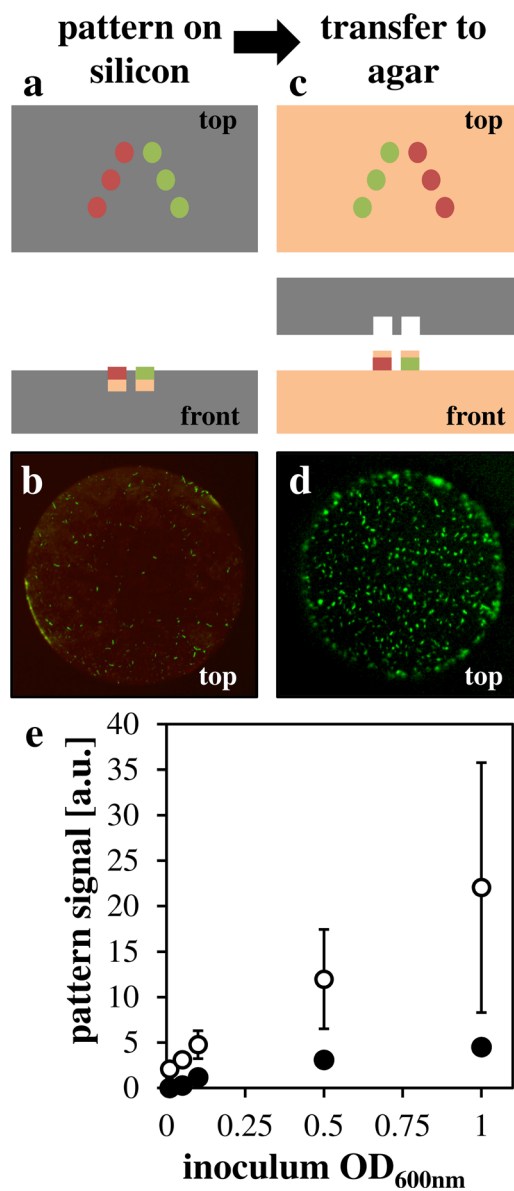 pattern on
silicon
transfer to
agar
a
top
c
top
front
front
b
top
d
top
e
40
35
30
25
20
15
10
5
0
pattern signal [a.u.]
0
0.25
0.5
0.75
1
inoculum OD600nm